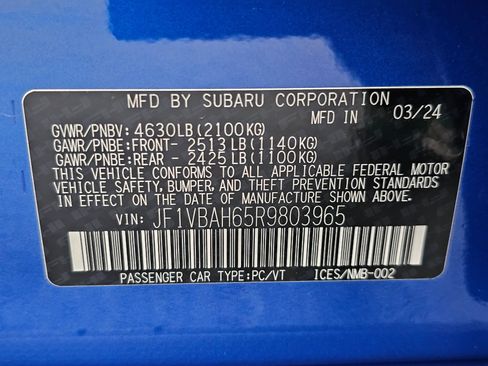 MFD BY SUBARU CORPORATION
MFD IN 03/24
GVWR/PNBV: 4630LB(2100KG)
GAWR/PNBE:FRONT- 2513LB(1140KG)
GAWR/PNBE:REAR - 2425LB(1100KG)
THIS VEHICLE CONFORMS TO ALL APPLICABLE FEDERAL MOTOR
VEHICLE SAFETY, BUMPER, AND THEFT PREVENTION STANDARDS
IN EFFECT ON THE DATE OF MANUFACTURE SHOWN ABOVE.
VIN: JF1VBAH65R9803965
PASSENGER CAR TYPE:PC/VT ICES/NMB-002